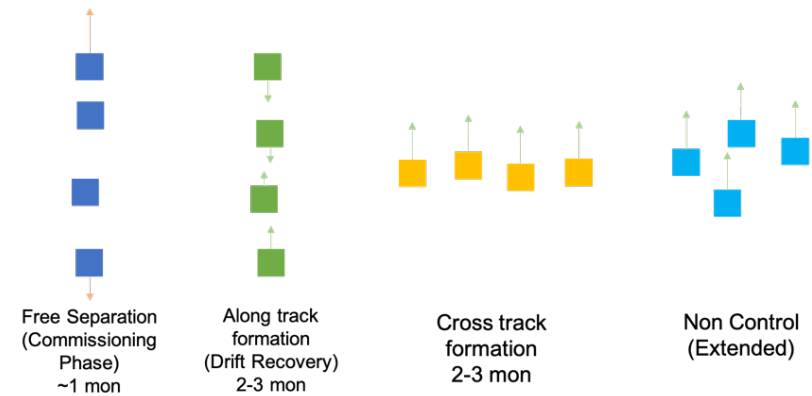 Free Separation
(Commissioning
Phase)
~1 mon
Along track
formation
(Drift Recovery)
2-3 mon
Cross track
formation
2-3 mon
Non Control
(Extended)